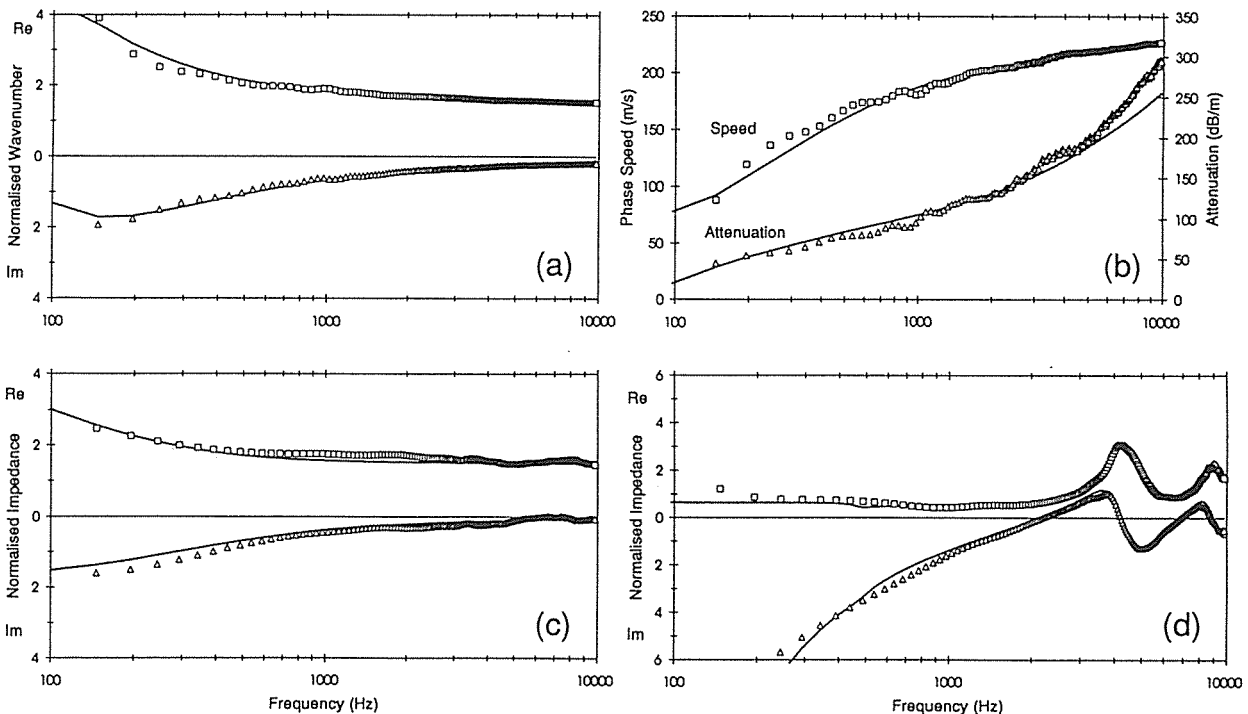 4
Re
2
0
2
Im
4
Normalised Wavenumber
(a)
100
1000
10000
250
200
150
100
50
0
Phase Speed (m/s)
Speed
Attenuation
(b)
350
300
250
200
150
100
50
00
Attenuation (dB/m)
100
1000
10000
4
Re
2
0
2
Im
4
Normalised Impedance
(c)
100
1000
10000
Frequency (Hz)
6
Re
4
2
0
2
4
Im
6
Normalised Impedance
(d)
100
1000
10000
Frequency (Hz)